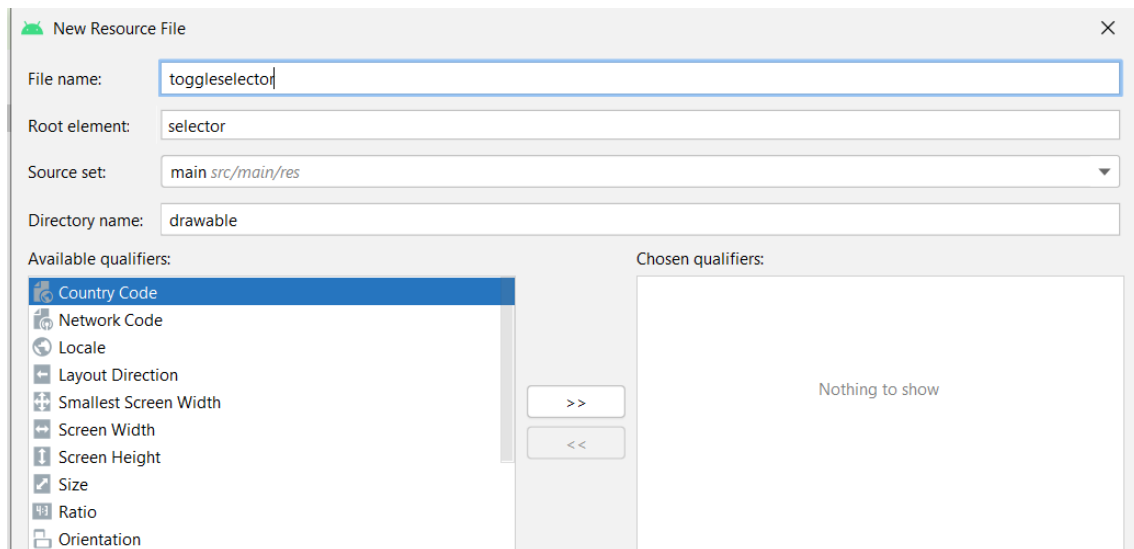 New Resource File
File name: toggleselector
Root element: selector
Source set: main src/main/res
Directory name: drawable
Available qualifiers:
Chosen qualifiers:
Country Code
Network Code
Locale
Layout Direction
Smallest Screen Width
Screen Width
Screen Height
Size
Ratio
Orientation
>>
<<
Nothing to show